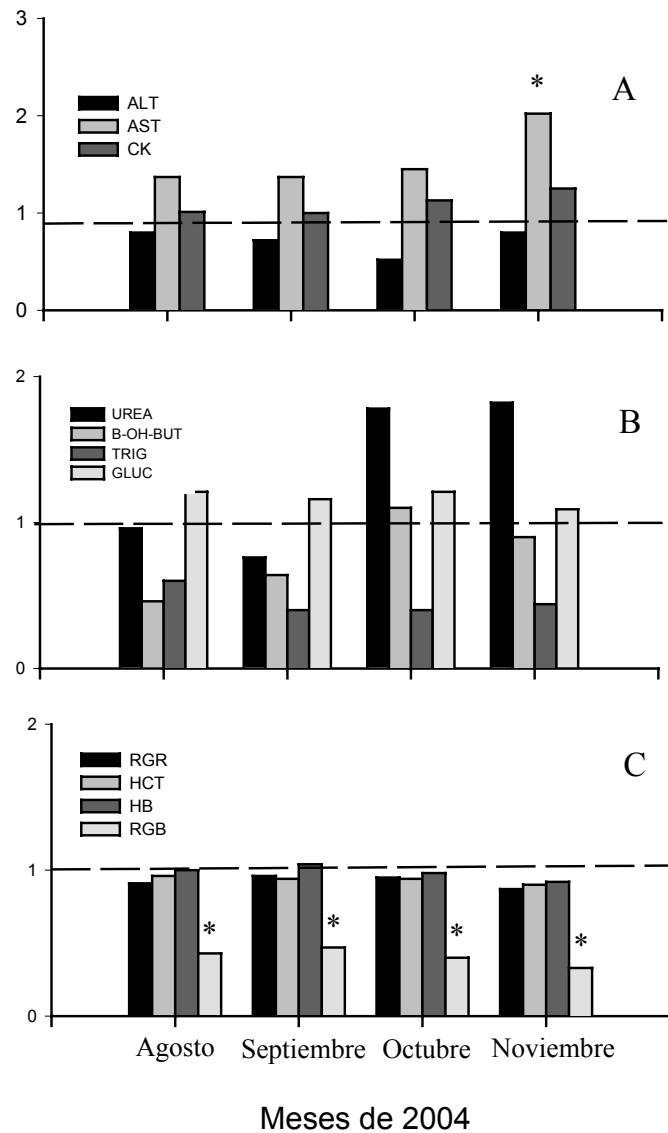 3
A
*
ALT
AST
CK
2
1
0
2
B
UREA
B-OH-BUT
TRIG
GLUC
1
0
2
C
RGR
HCT
HB
RGB
1
* * * *
0
Agosto Septiembre Octubre Noviembre
Meses de 2004